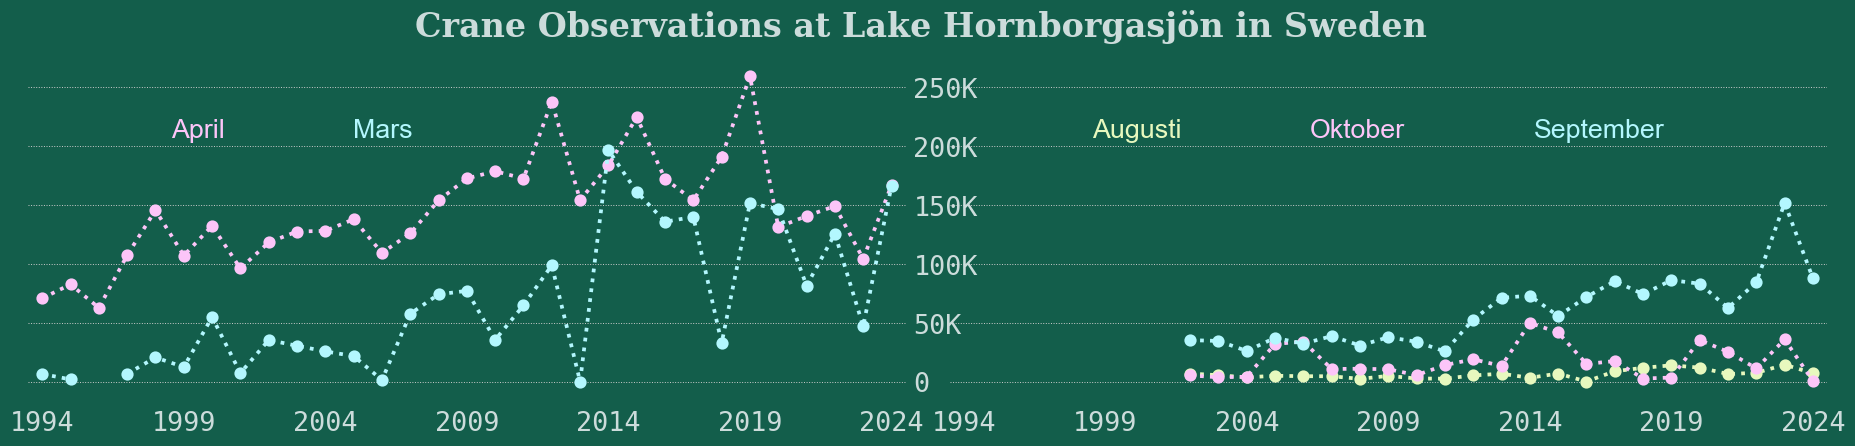 Crane Observations at Lake Hornborgasjön in Sweden
250K
April Mars Augusti Oktober September
200K
150K
100K
50K
0
1994 1999 2004 2009 2014 2019 2024 1994 1999 2004 2009 2014 2019 2024